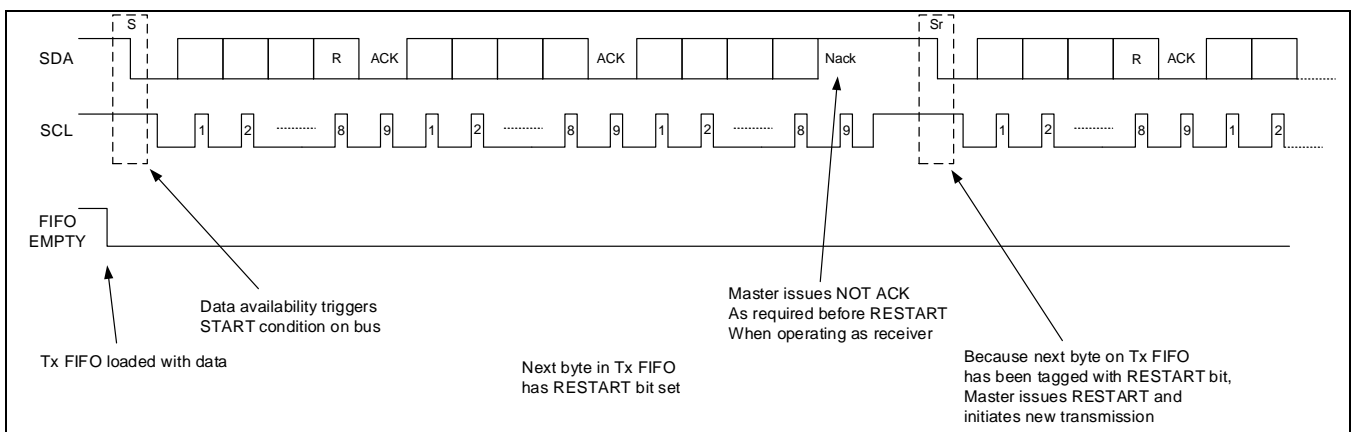 S Sr
SDA R ACK ACK Nack R ACK
SCL 1 2 8 9 1 2 8 9 1 2 8 9 1 2 8 9 1 2
FIFO
EMPTY
Data availability triggers
START condition on bus
Tx FIFO loaded with data
Next byte in Tx FIFO
has RESTART bit set
Master issues NOT ACK
As required before RESTART
When operating as receiver
Because next byte on Tx FIFO
has been tagged with RESTART bit,
Master issues RESTART and
initiates new transmission